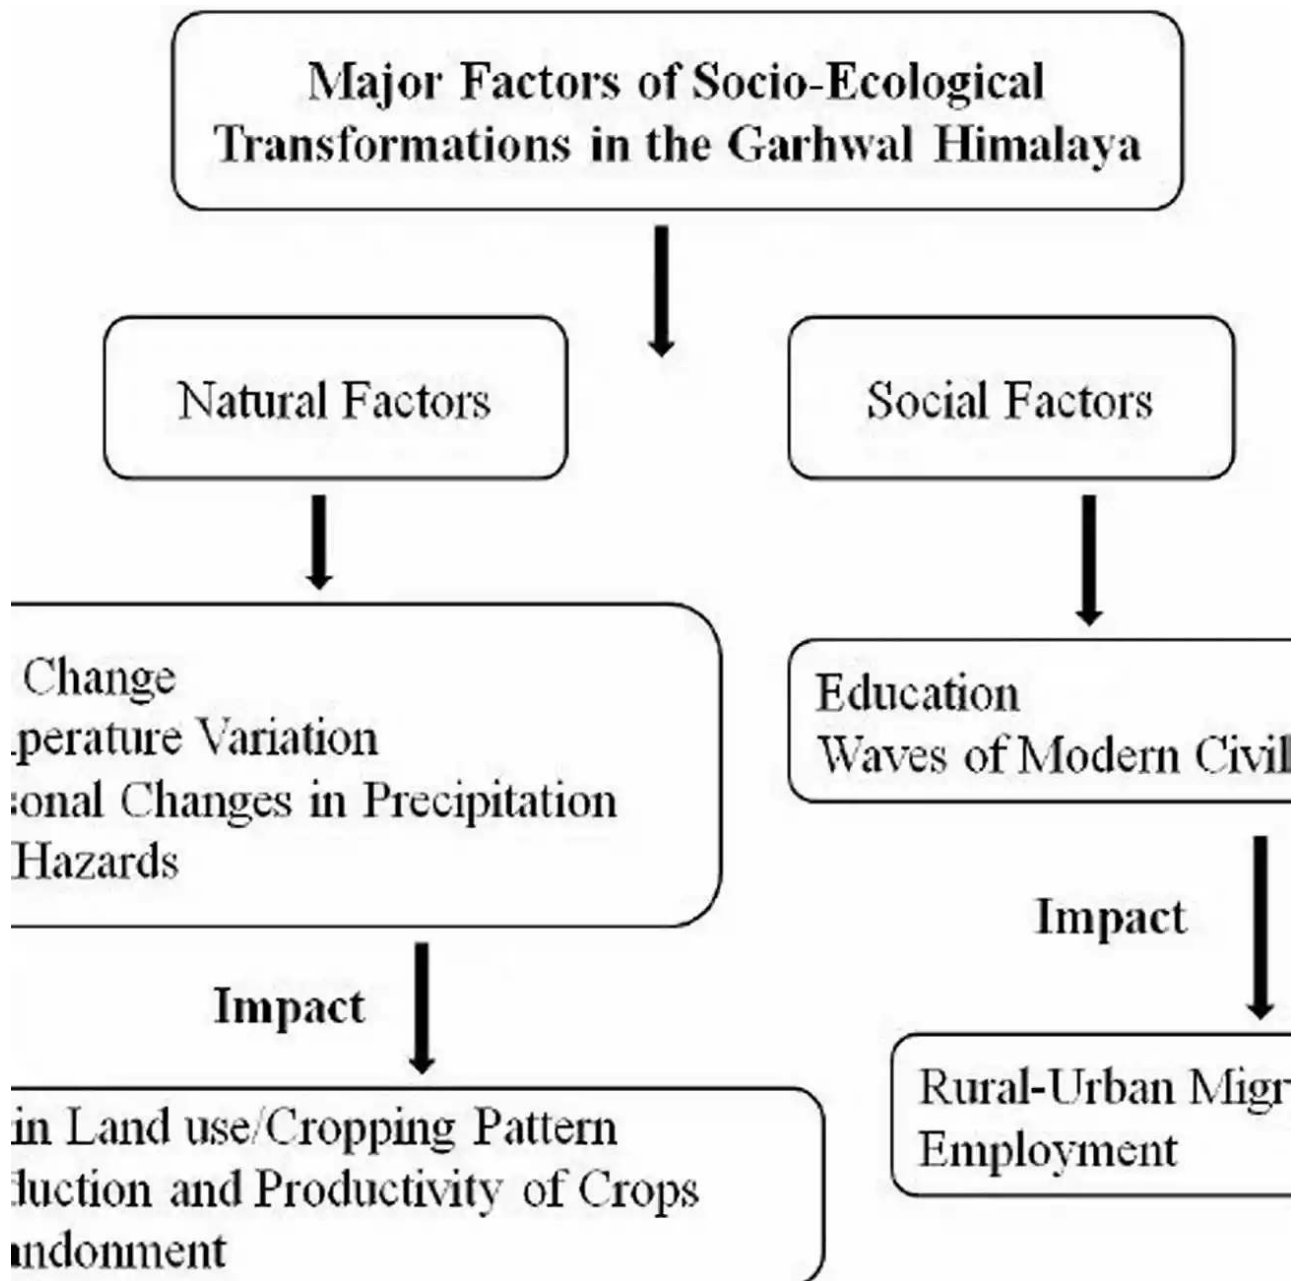 Major Factors of Socio-Ecological
Transformations in the Garhwal Himalaya
Natural Factors
Social Factors
Change
Variation
Changes in Precipitation
Hazards
Education
Waves of Modern
Impact
Impact
in Land use/Cropping Pattern
and Productivity of Crops
Rural-Urban
Employment